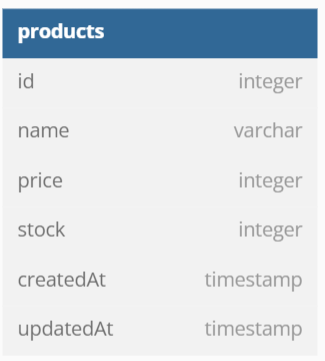 products
id integer
name varchar
price integer
stock integer
createdAt timestamp
updatedAt timestamp